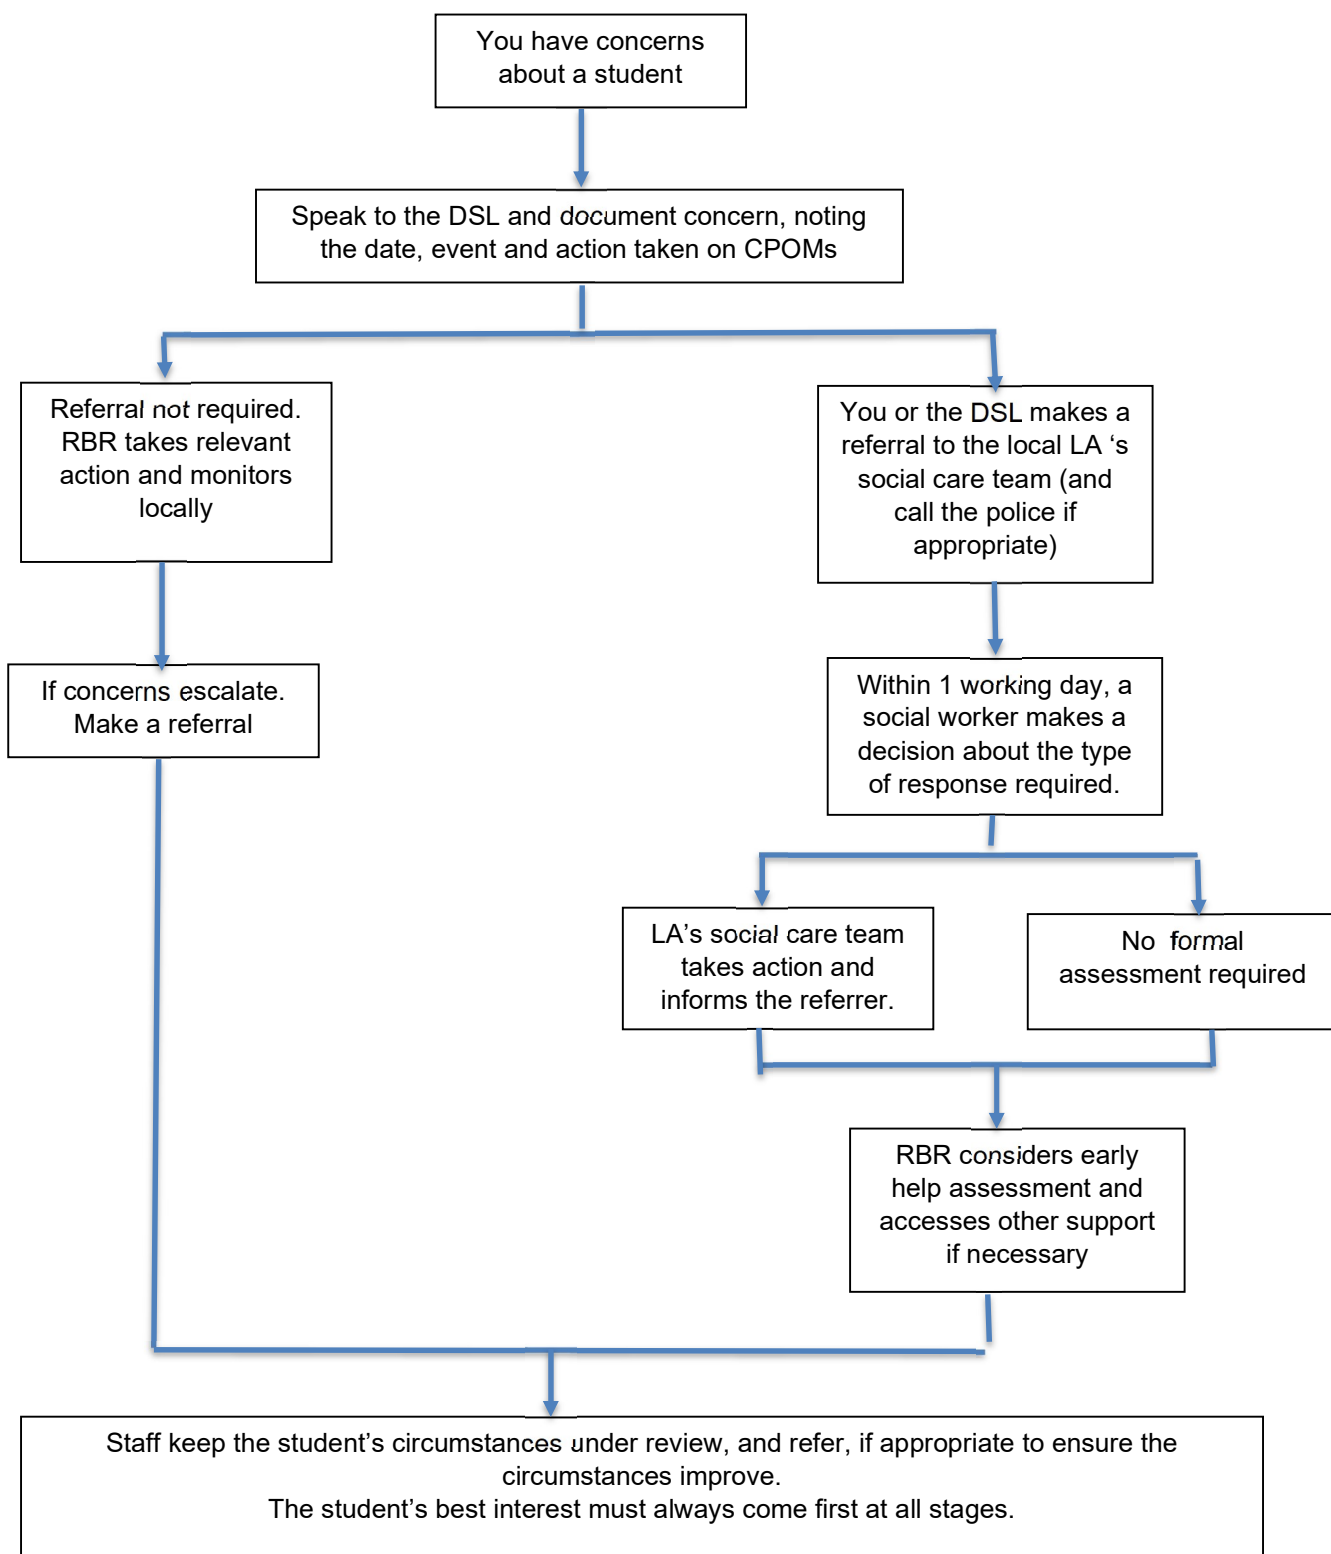 You have concerns
about a student
Speak to the DSL and document concern, noting
the date, event and action taken on CPOMs
Referral not required.
RBR takes relevant
action and monitors
locally
You or the DSL makes a
referral to the local LA ‘s
social care team (and
call the police if
appropriate)
If concerns escalate.
Make a referral
Within 1 working day, a
social worker makes a
decision about the type
of response required.
LA’s social care team
takes action and
informs the referrer.
No formal
assessment required
RBR considers early
help assessment and
accesses other support
if necessary
Staff keep the student’s circumstances under review, and refer, if appropriate to ensure the
circumstances improve.
The student’s best interest must always come first at all stages.